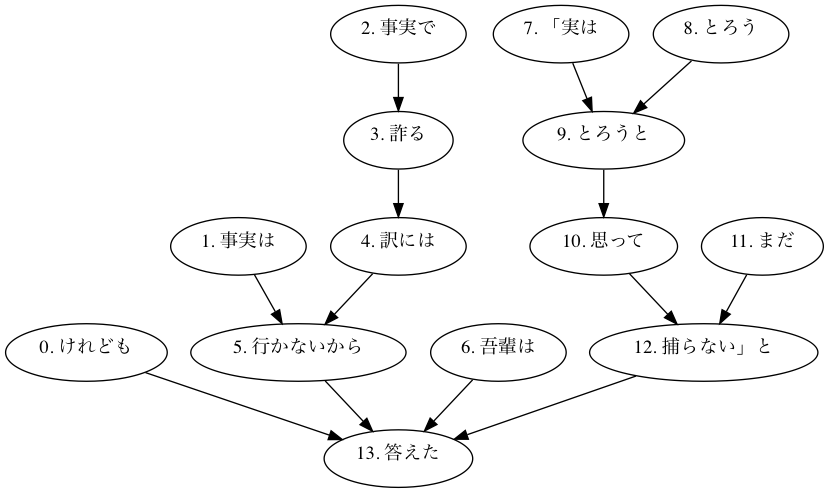 2. 事実で
7. 「実は
8. とろう
3. 詐る
9. とろうと
1. 事実は
4. 訳には
10. 思って
11. まだ
0. けれども
5. 行かないから
6. 吾輩は
12. 捕らない」と
13. 答えた